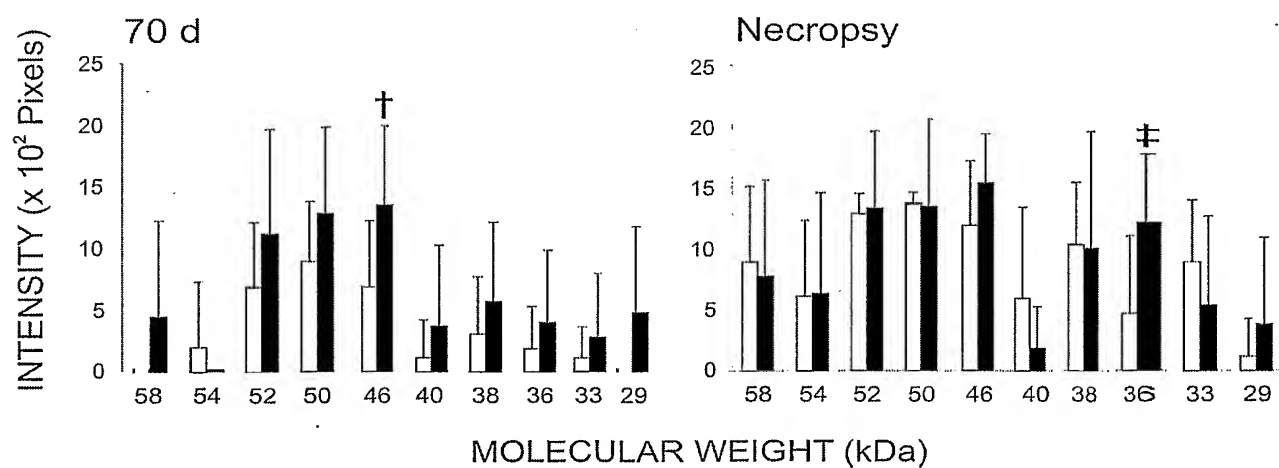 70 d
Necropsy
INTENSITY (x 10² Pixels)
25
20
15
10
5
0
†
58 54 52 50 46 40 38 36 33 29
25
20
15
10
5
0
‡
58 54 52 50 46 40 38 36 33 29
MOLECULAR WEIGHT (kDa)